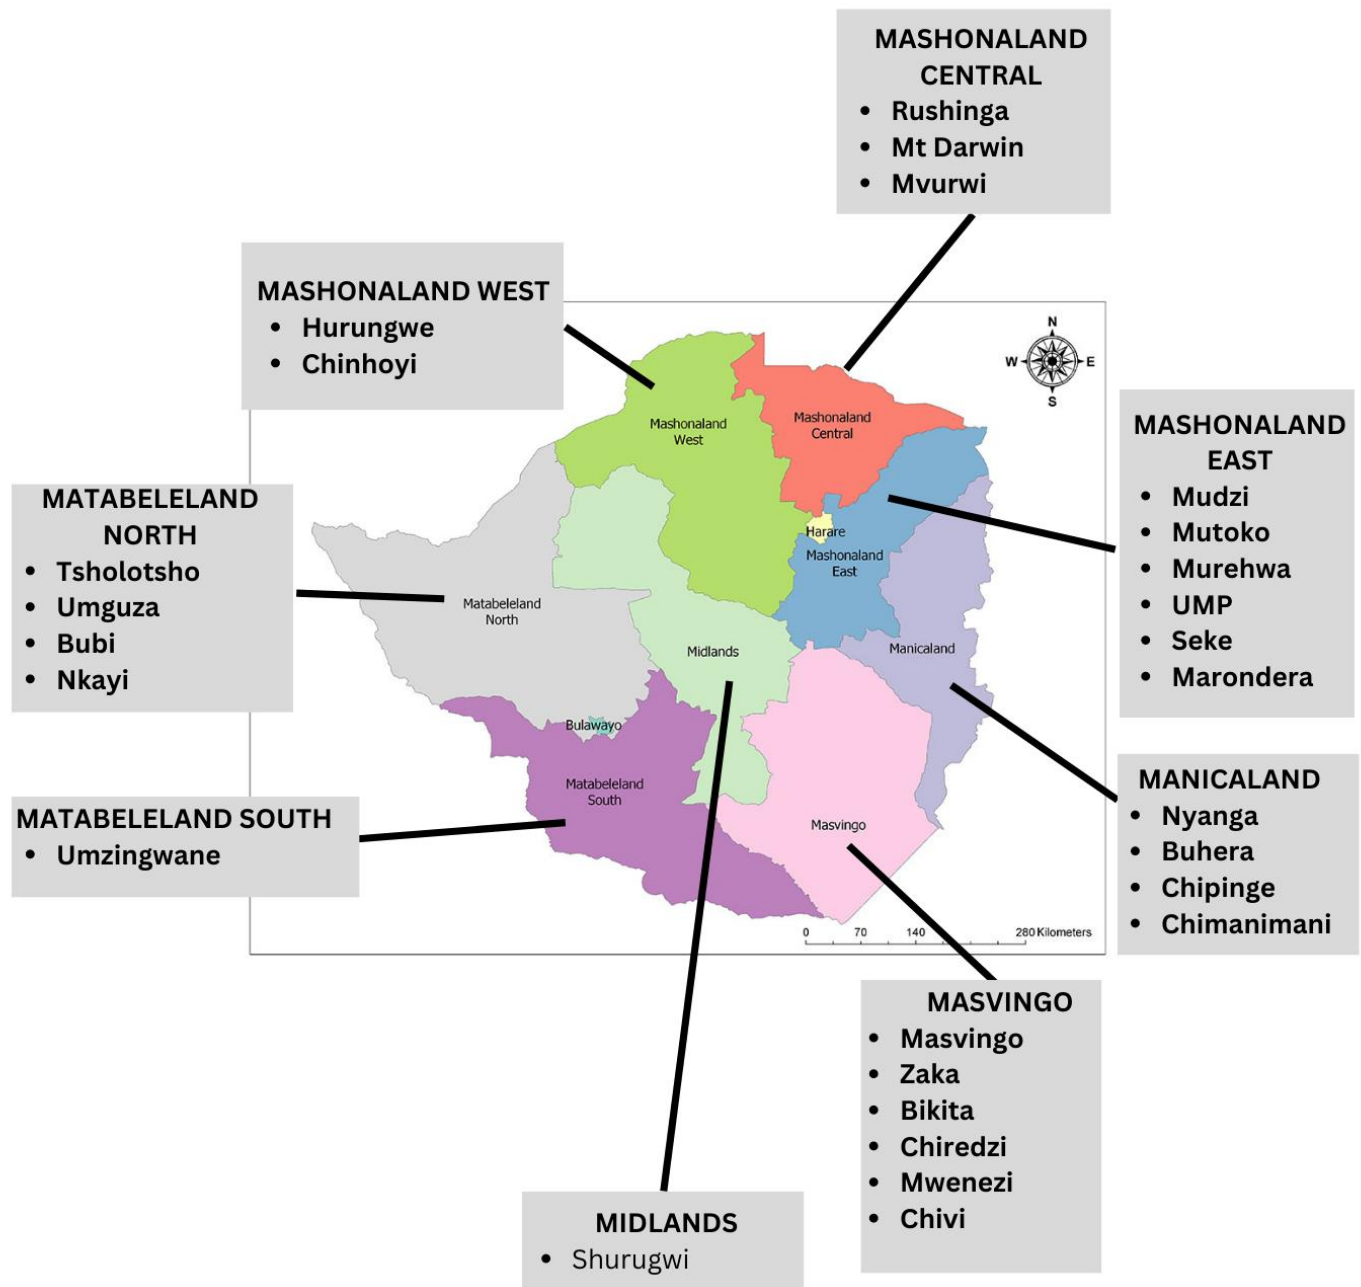 MASHONALAND
CENTRAL
• Rushinga
• Mt Darwin
• Mvurwi
MASHONALAND WEST
• Hurungwe
• Chinhoyi
N
W
E
S
MASHONALAND
EAST
• Mudzi
• Mutoko
• Murehwa
• UMP
• Seke
• Marondera
MATABELELAND
NORTH
• Tsholotsho
• Umguza
• Bubi
• Nkayi
Mashonaland
West
Mashonaland
Central
Harare
Mashonaland
East
Matabeleland
North
Midlands
Manicaland
Bulawayo
Matabeleland
South
Masvingo
MATABELELAND SOUTH
• Umzingwane
MANICALAND
• Nyanga
• Buhera
• Chipinge
• Chimanimani
0 70 140 280 Kilometers
MASVINGO
• Masvingo
• Zaka
• Bikita
• Chiredzi
• Mwenezi
• Chivi
MIDLANDS
• Shurugwi